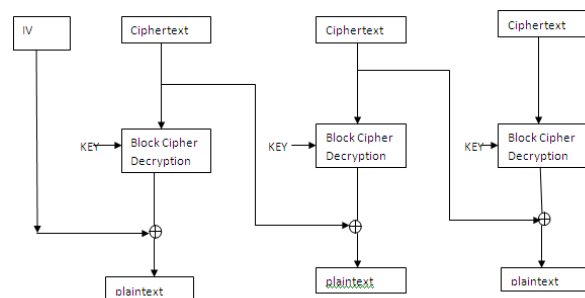 IV
Ciphertext
Ciphertext
Ciphertext
KEY
Block Cipher
Decryption
KEY
Block Cipher
Decryption
KEY
Block Cipher
Decryption
plaintext
plaintext
plaintext